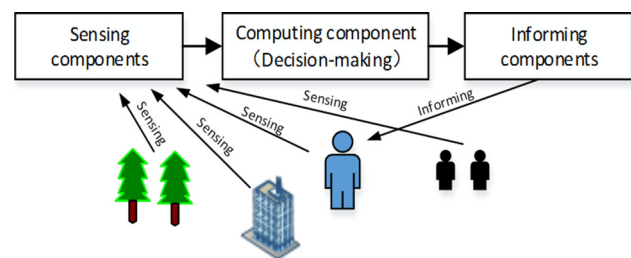 Sensing
components
Computing component
（Decision-making）
Informing
components
Sensing
Sensing
Sensing
Sensing
Informing